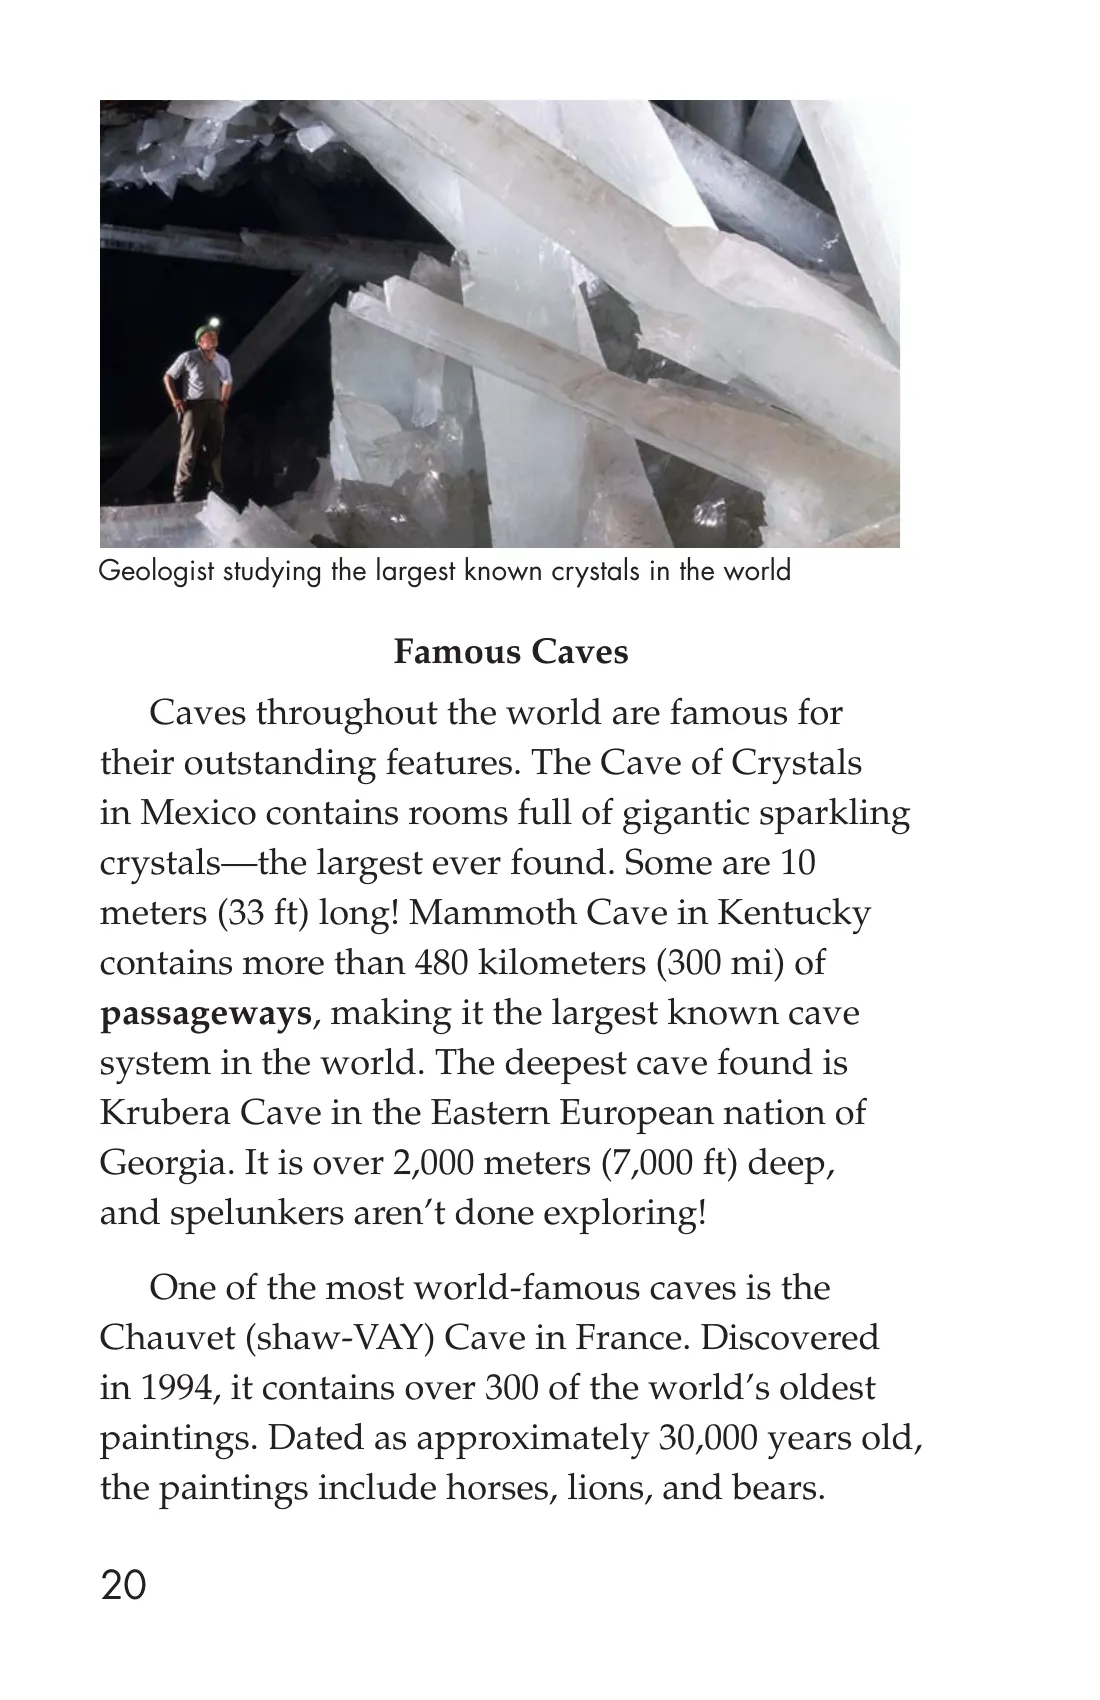 Geologist studying the largest known crystals in the world
Famous Caves
Caves throughout the world are famous for
their outstanding features. The Cave of Crystals
in Mexico contains rooms full of gigantic sparkling
crystals—the largest ever found. Some are 10
meters (33 ft) long! Mammoth Cave in Kentucky
contains more than 480 kilometers (300 mi) of
passageways, making it the largest known cave
system in the world. The deepest cave found is
Krubera Cave in the Eastern European nation of
Georgia. It is over 2,000 meters (7,000 ft) deep,
and spelunkers aren’t done exploring!
One of the most world-famous caves is the
Chauvet (shaw-VAY) Cave in France. Discovered
in 1994, it contains over 300 of the world’s oldest
paintings. Dated as approximately 30,000 years old,
the paintings include horses, lions, and bears.
20